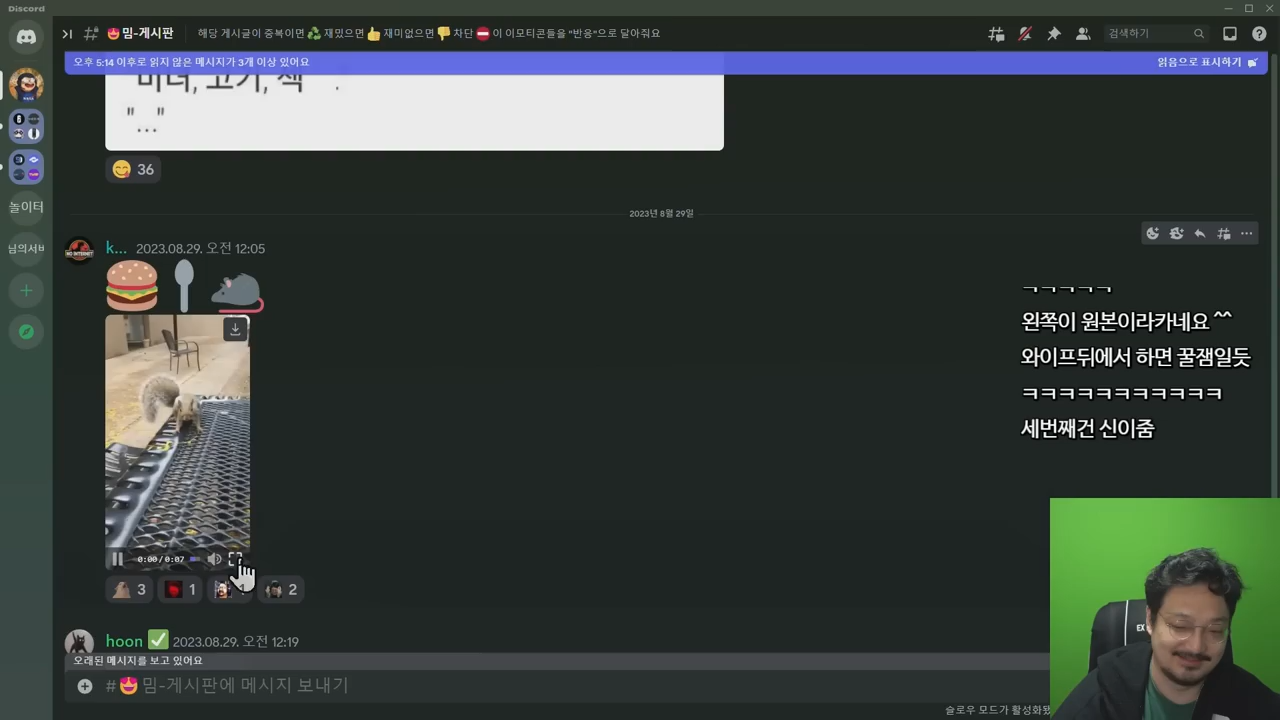 Discord
밈-게시판
해당 게시글이 중복이면 재밌으면 재미없으면 차단 이 이모티콘들을 "반응"으로 달아줘요
검색하기
오후 5:14 이후로 읽지 않은 메시지가 3개 이상 있어요
읽음으로 표시하기
"..."
36
2023년 8월 29일
놀이터
님의서버
k... 2023.08.29. 오전 12:05
ㅋㅋㅋㅋㅋ
왼쪽이 원본이라카네요 ^^
와이프뒤에서 하면 꿀잼일듯
ㅋㅋㅋㅋㅋㅋㅋㅋㅋㅋㅋ
세번째건 신이줌
0:00/0:07
3
1
2
hoon 2023.08.29. 오전 12:19
오래된 메시지를 보고 있어요
#밈-게시판에 메시지 보내기
슬로우 모드가 활성화됐
EX